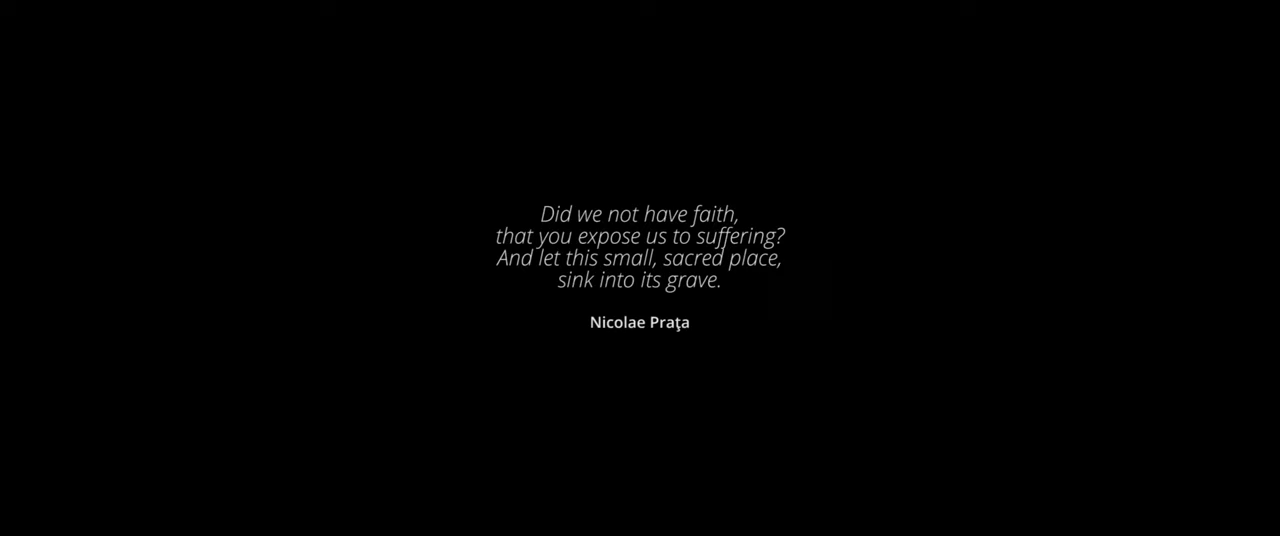 Did we not have faith,
that you expose us to suffering?
And let this small, sacred place,
sink into its grave.
Nicolae Praţa